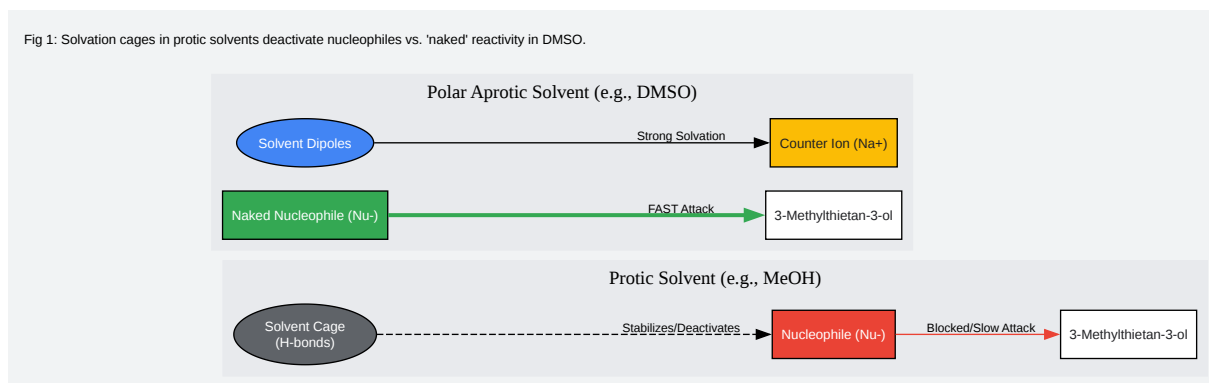 Fig 1: Solvation cages in protic solvents deactivate nucleophiles vs. 'naked' reactivity in DMSO.
Polar Aprotic Solvent (e.g., DMSO)
Solvent Dipoles
Strong Solvation
Counter Ion (Na+)
Naked Nucleophile (Nu-)
FAST Attack
3-Methylthietan-3-ol
Protic Solvent (e.g., MeOH)
Solvent Cage
(H-bonds)
Stabilizes/Deactivates
Nucleophile (Nu-)
Blocked/Slow Attack
3-Methylthietan-3-ol